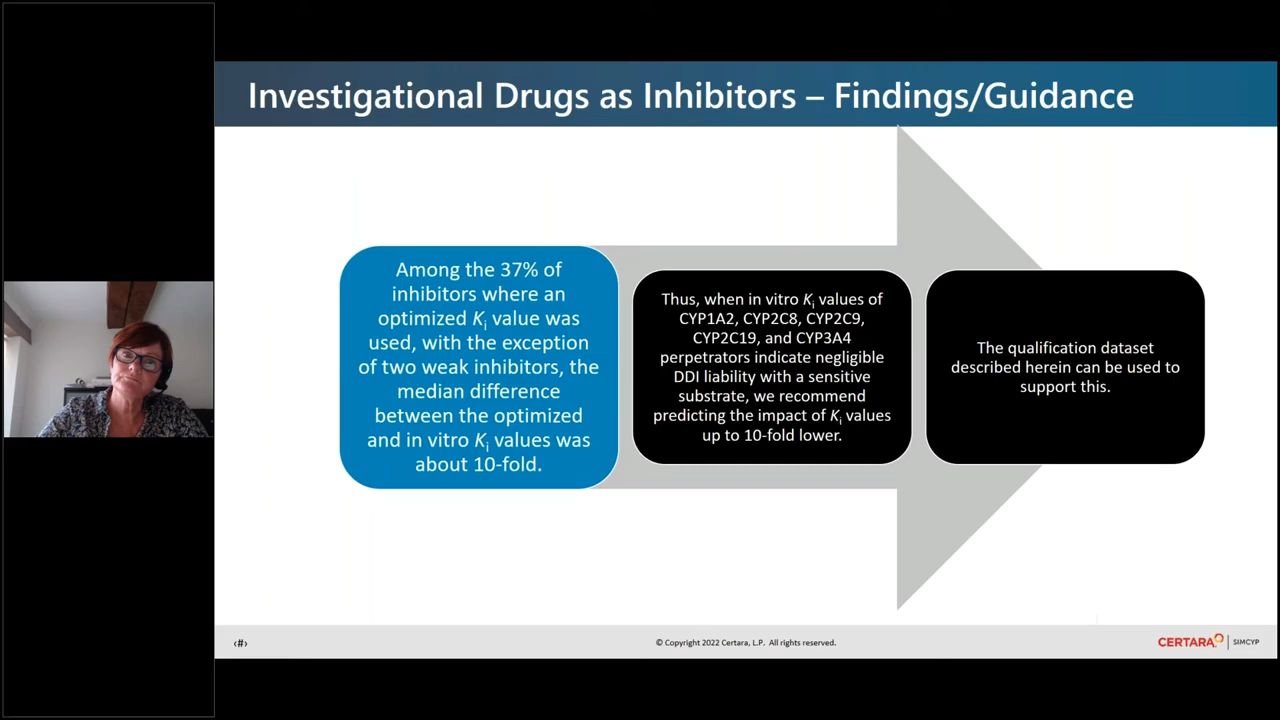 Investigational Drugs as Inhibitors – Findings/Guidance
Among the 37% of
inhibitors where an
optimized Ki value was
used, with the exception
of two weak inhibitors, the
median difference
between the optimized
and in vitro Ki values was
about 10-fold.
Thus, when in vitro Ki values of
CYP1A2, CYP2C8, CYP2C9,
CYP2C19, and CYP3A4
perpetrators indicate negligible
DDI liability with a sensitive
substrate, we recommend
predicting the impact of Ki values
up to 10-fold lower.
The qualification dataset
described herein can be used to
support this.
‹#›
© Copyright 2022 Certara, L.P. All rights reserved.
CERTARA | SIMCYP